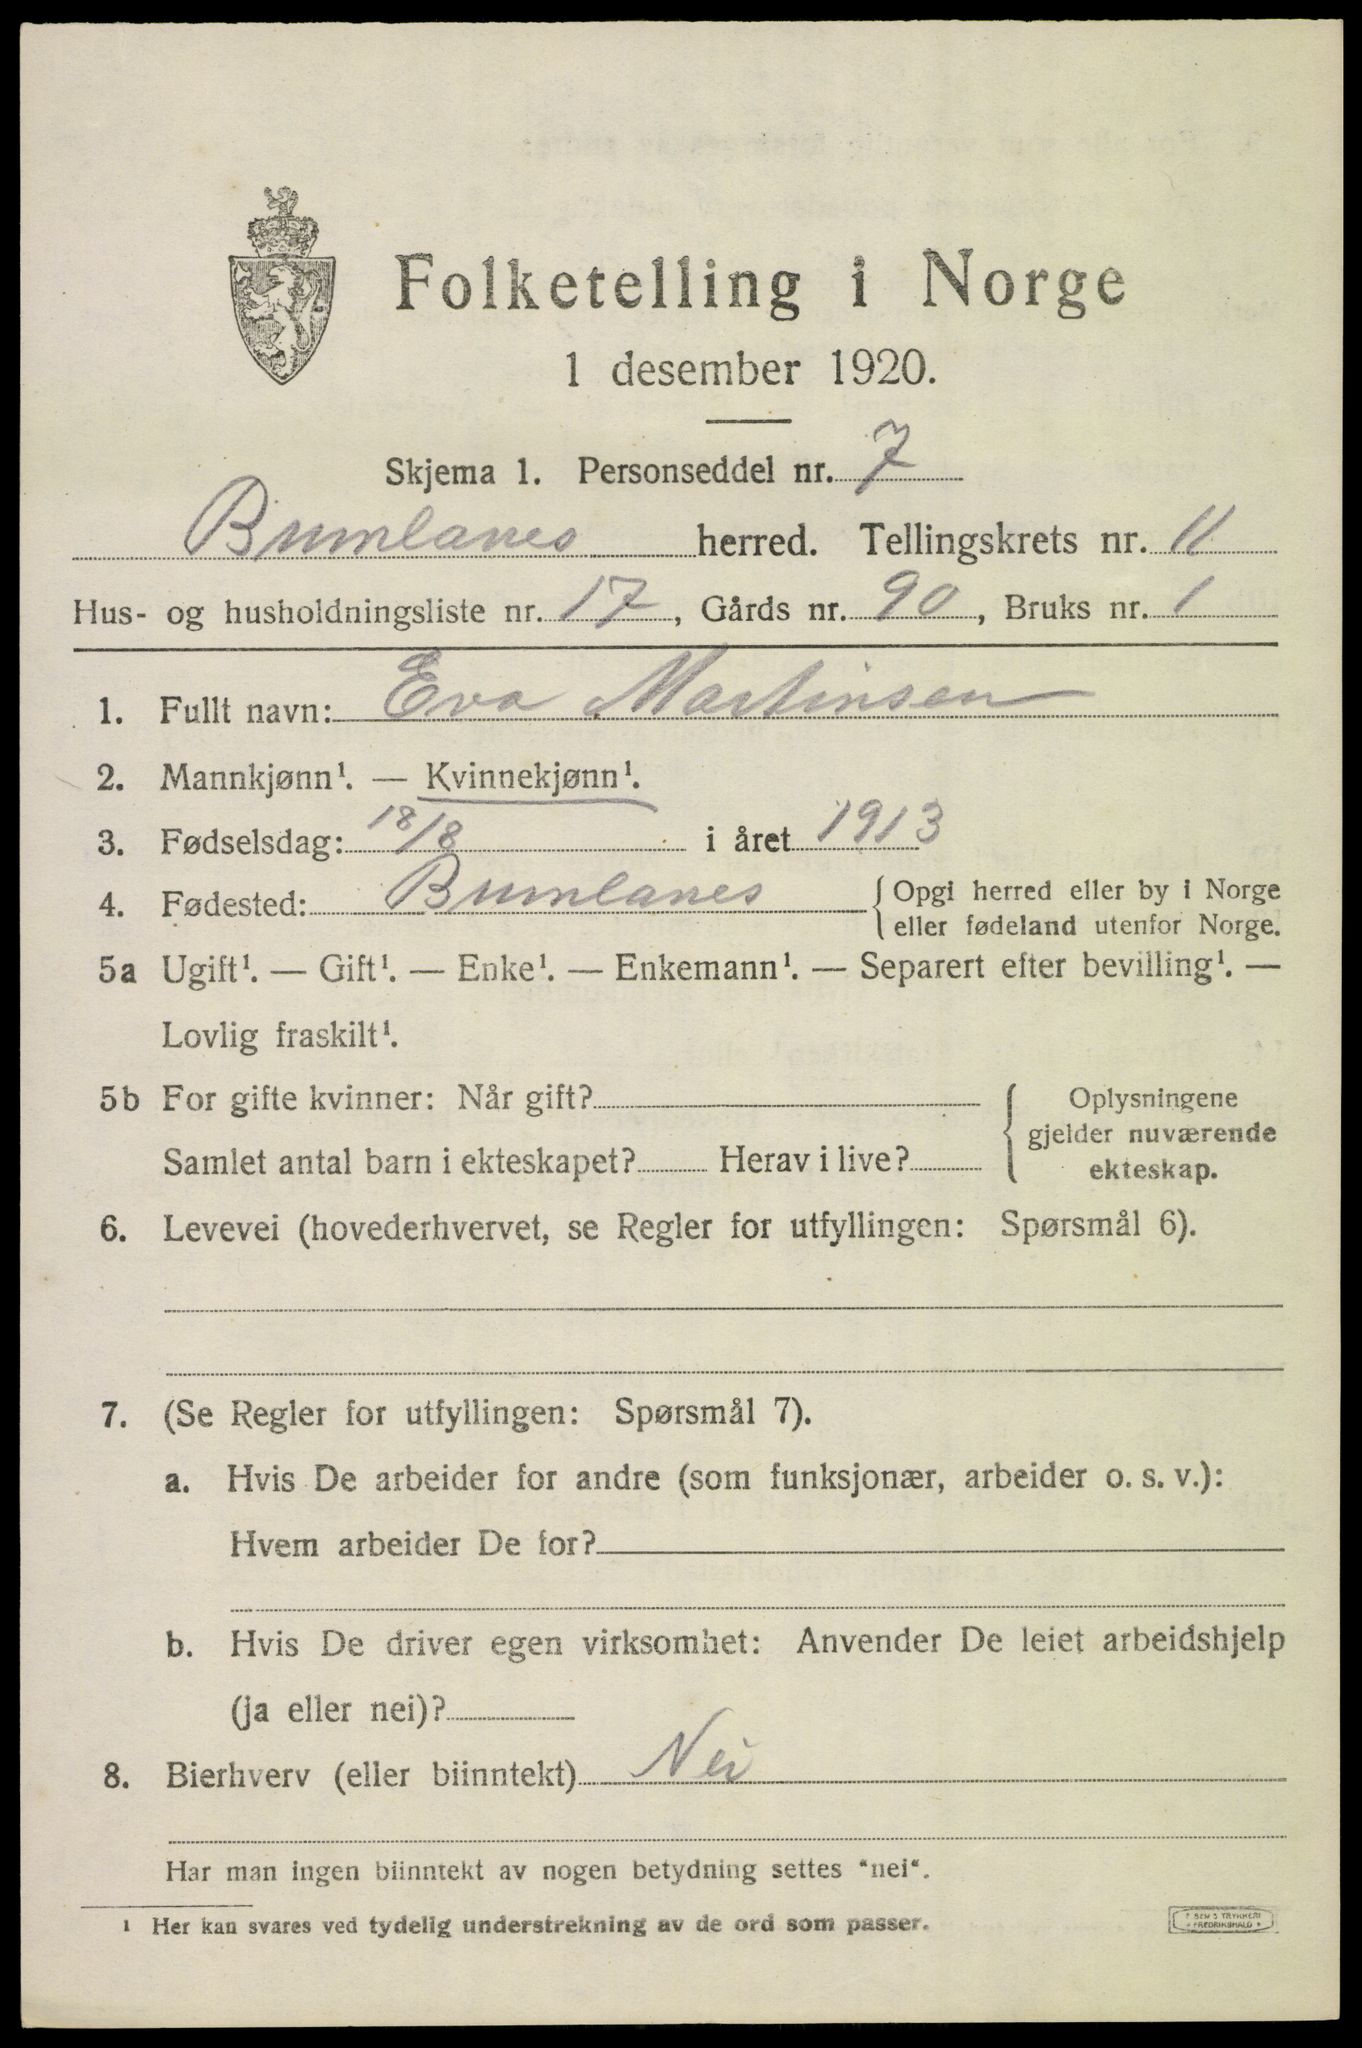 Folketelling i Norge
1 desember 1920.
Skjema 1. Personseddel nr. 7
Brunlanes herred. Tellingskrets nr. 11
Hus- og husholdningsliste nr. 17, Gårds nr. 90, Bruks nr. 1
1. Fullt navn: Eva Martinsen
2. Mannkjønn¹. — Kvinnekjønn¹.
3. Fødselsdag: 18/8 i året 1913
4. Fødested: Brunlanes {Opgi herred eller by i Norge
eller fødeland utenfor Norge.
5a Ugift¹. — Gift¹. — Enke¹. — Enkemann¹. — Separert efter bevilling¹. —
Lovlig fraskilt¹.
5b For gifte kvinner: Når gift? Oplysningene
gjelder nuværende
Samlet antal barn i ekteskapet? Herav i live? ekteskap.
6. Levevei (hovederhvervet, se Regler for utfyllingen: Spørsmål 6).
7. (Se Regler for utfyllingen: Spørsmål 7).
a. Hvis De arbeider for andre (som funksjonær, arbeider o. s. v.):
Hvem arbeider De for?
b. Hvis De driver egen virksomhet: Anvender De leiet arbeidshjelp
(ja eller nei)?
8. Bierhverv (eller biinntekt) Nei
Har man ingen biinntekt av nogen betydning settes "nei".
¹ Her kan svares ved tydelig understrekning av de ord som passer.
TRYKKERI
FREDRIKSHALD